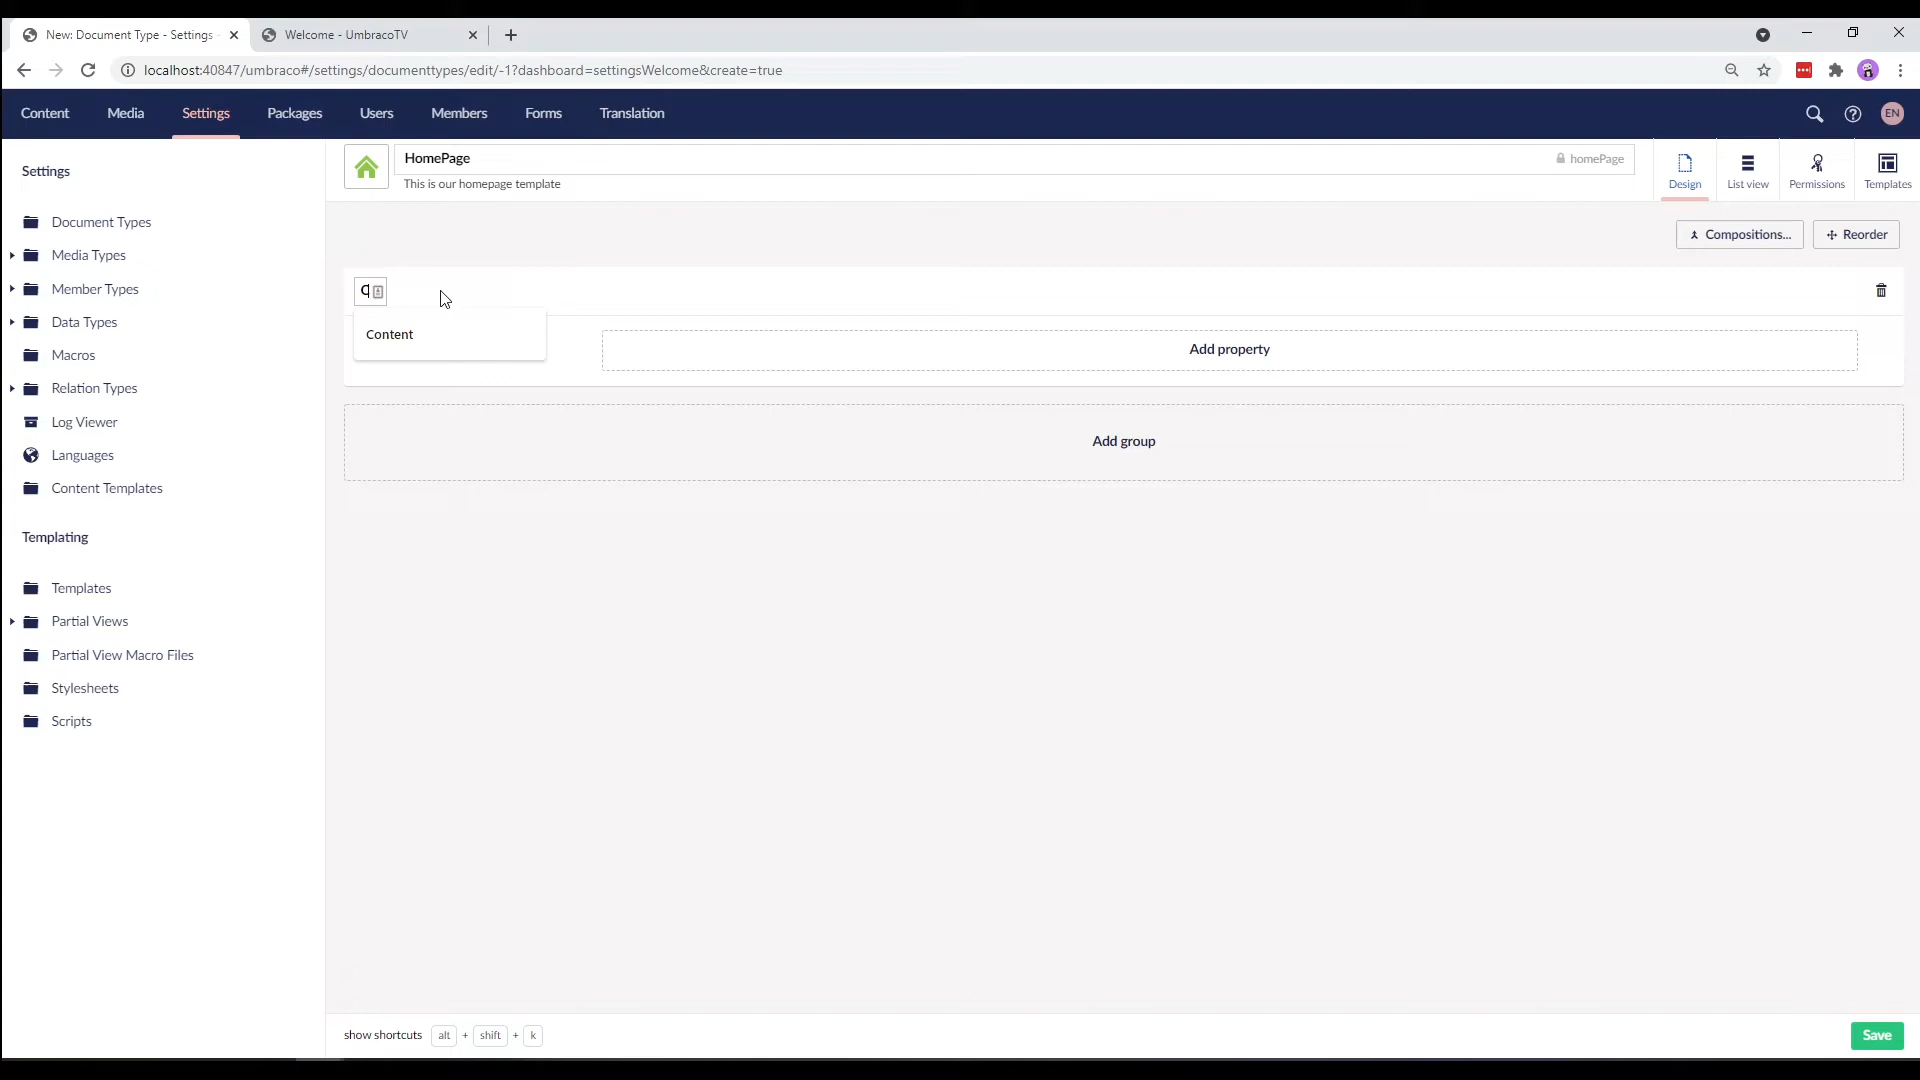 New: Document Type - Settings
Welcome - UmbracoTV
localhost:40847/umbraco#/settings/documenttypes/edit/-1?dashboard=settingsWelcome&create=true
Content
Media
Settings
Packages
Users
Members
Forms
Translation
EN
Settings
Document Types
Media Types
Member Types
Data Types
Macros
Relation Types
Log Viewer
Languages
Content Templates
Templating
Templates
Partial Views
Partial View Macro Files
Stylesheets
Scripts
HomePage
homePage
This is our homepage template
Design
List view
Permissions
Templates
Compositions...
Reorder
C
Content
Add property
Add group
show shortcuts alt + shift + k
Save